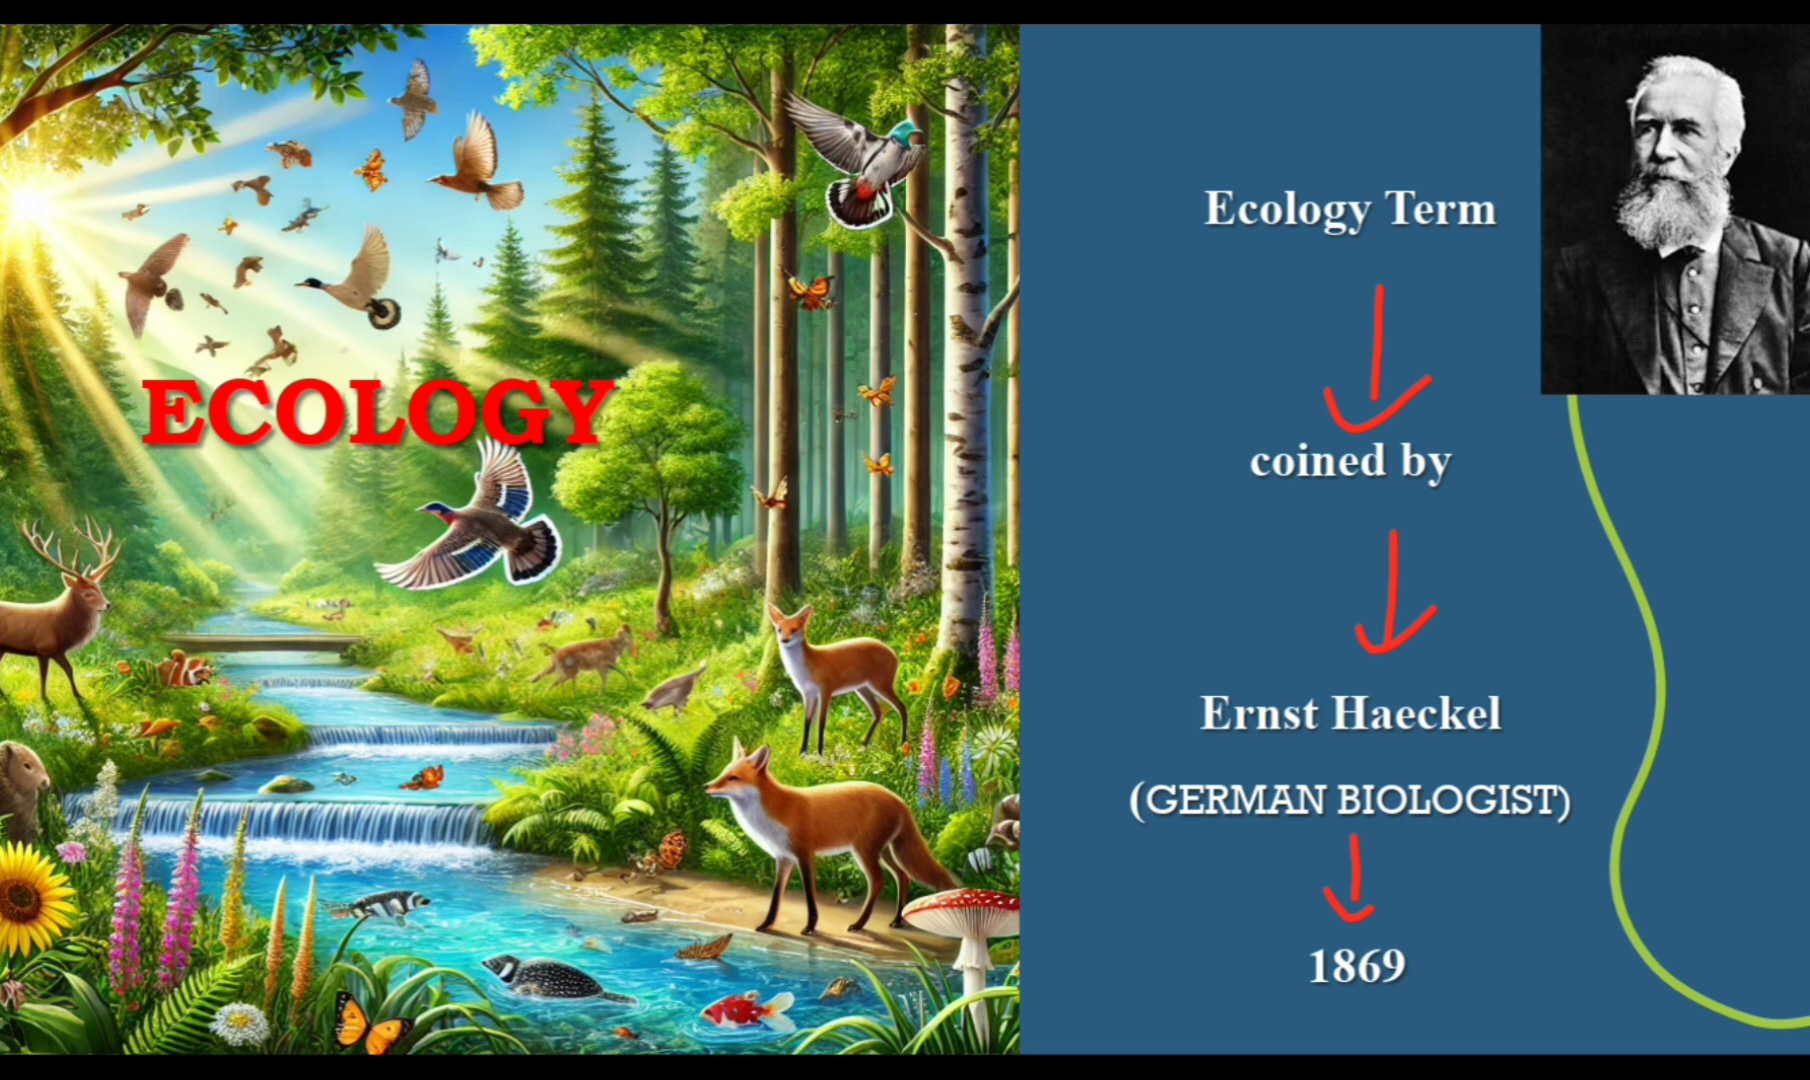 ECOLOGY
Ecology Term
coined by
Ernst Haeckel
(GERMAN BIOLOGIST)
1869